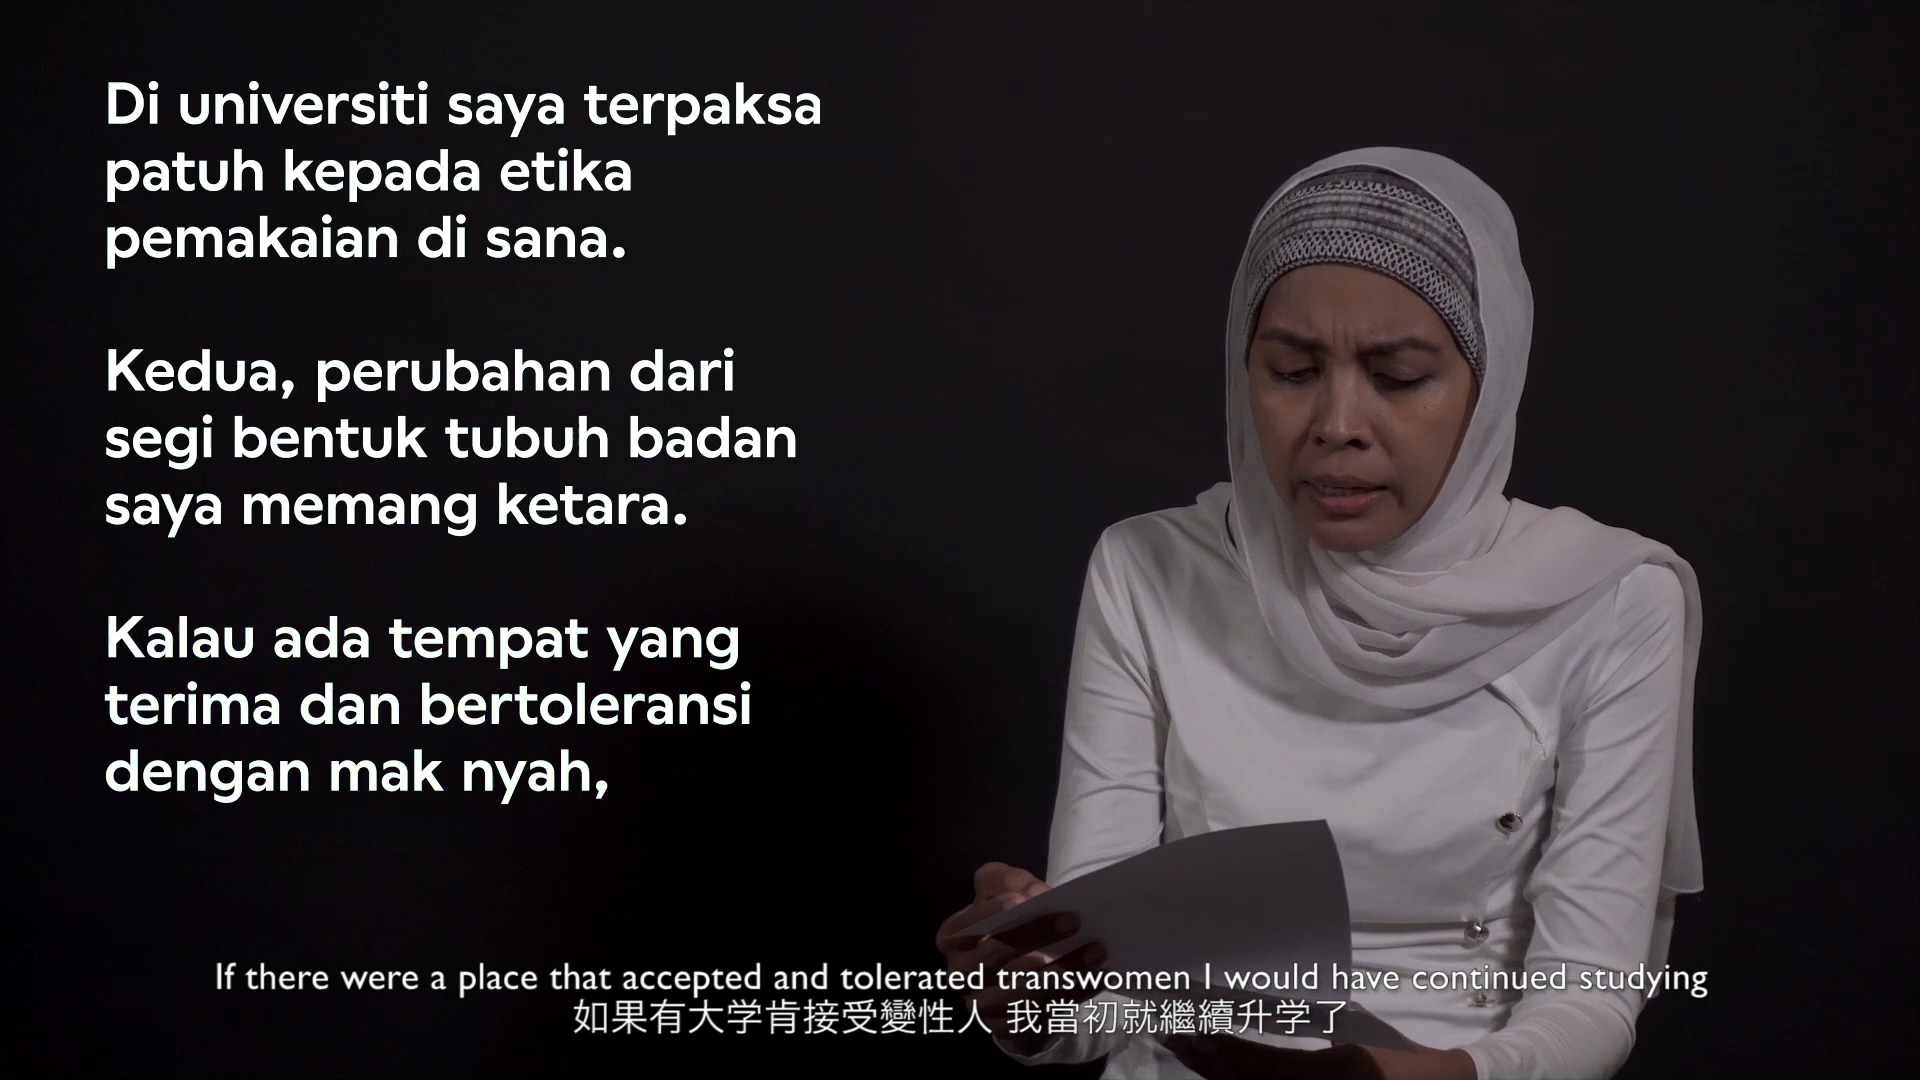 Di universiti saya terpaksa
patuh kepada etika
pemakaian di sana.
Kedua, perubahan dari
segi bentuk tubuh badan
saya memang ketara.
Kalau ada tempat yang
terima dan bertoleransi
dengan mak nyah,
If there were a place that accepted and tolerated transwomen I would have continued studying
如果有大学肯接受變性人 我當初就繼續升学了